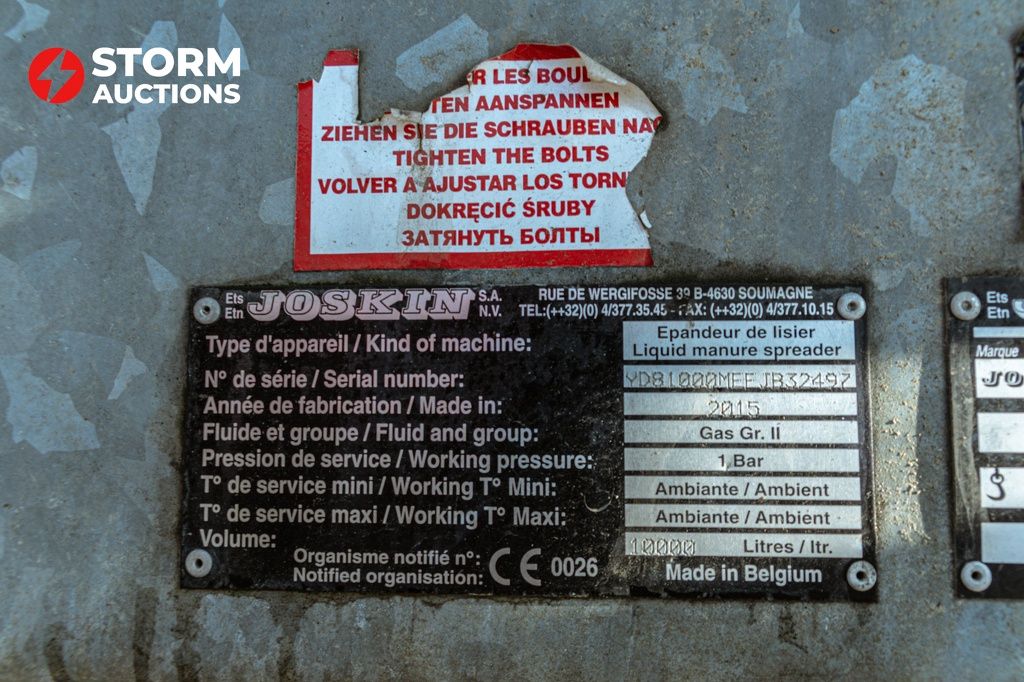 STORM
AUCTIONS
R LES BOUL
TEN AANSPANNEN
ZIEHEN SIE DIE SCHRAUBEN NAC
TIGHTEN THE BOLTS
VOLVER A AJUSTAR LOS TORN
DOKRĘCIĆ ŚRUBY
ЗАТЯНУТЬ БОЛТЫ
Ets Etn JOSKIN S.A. N.V.
RUE DE WERGIFOSSE 39 B-4630 SOUMAGNE
TEL:(++32)(0) 4/377.35.45 - FAX: (++32)(0) 4/377.10.15
Type d'appareil / Kind of machine: Epandeur de lisier
Liquid manure spreader
N° de série / Serial number: YD81000MEEJB32497
Année de fabrication / Made in: 2015
Fluide et groupe / Fluid and group: Gas Gr. II
Pression de service / Working pressure: 1 Bar
T° de service mini / Working T° Mini: Ambiante / Ambient
T° de service maxi / Working T° Maxi: Ambiante / Ambient
Volume: 10000 Litres / ltr.
Organisme notifié n°:
Notified organisation: CE 0026
Made in Belgium
Ets
Etn
Marque
JO